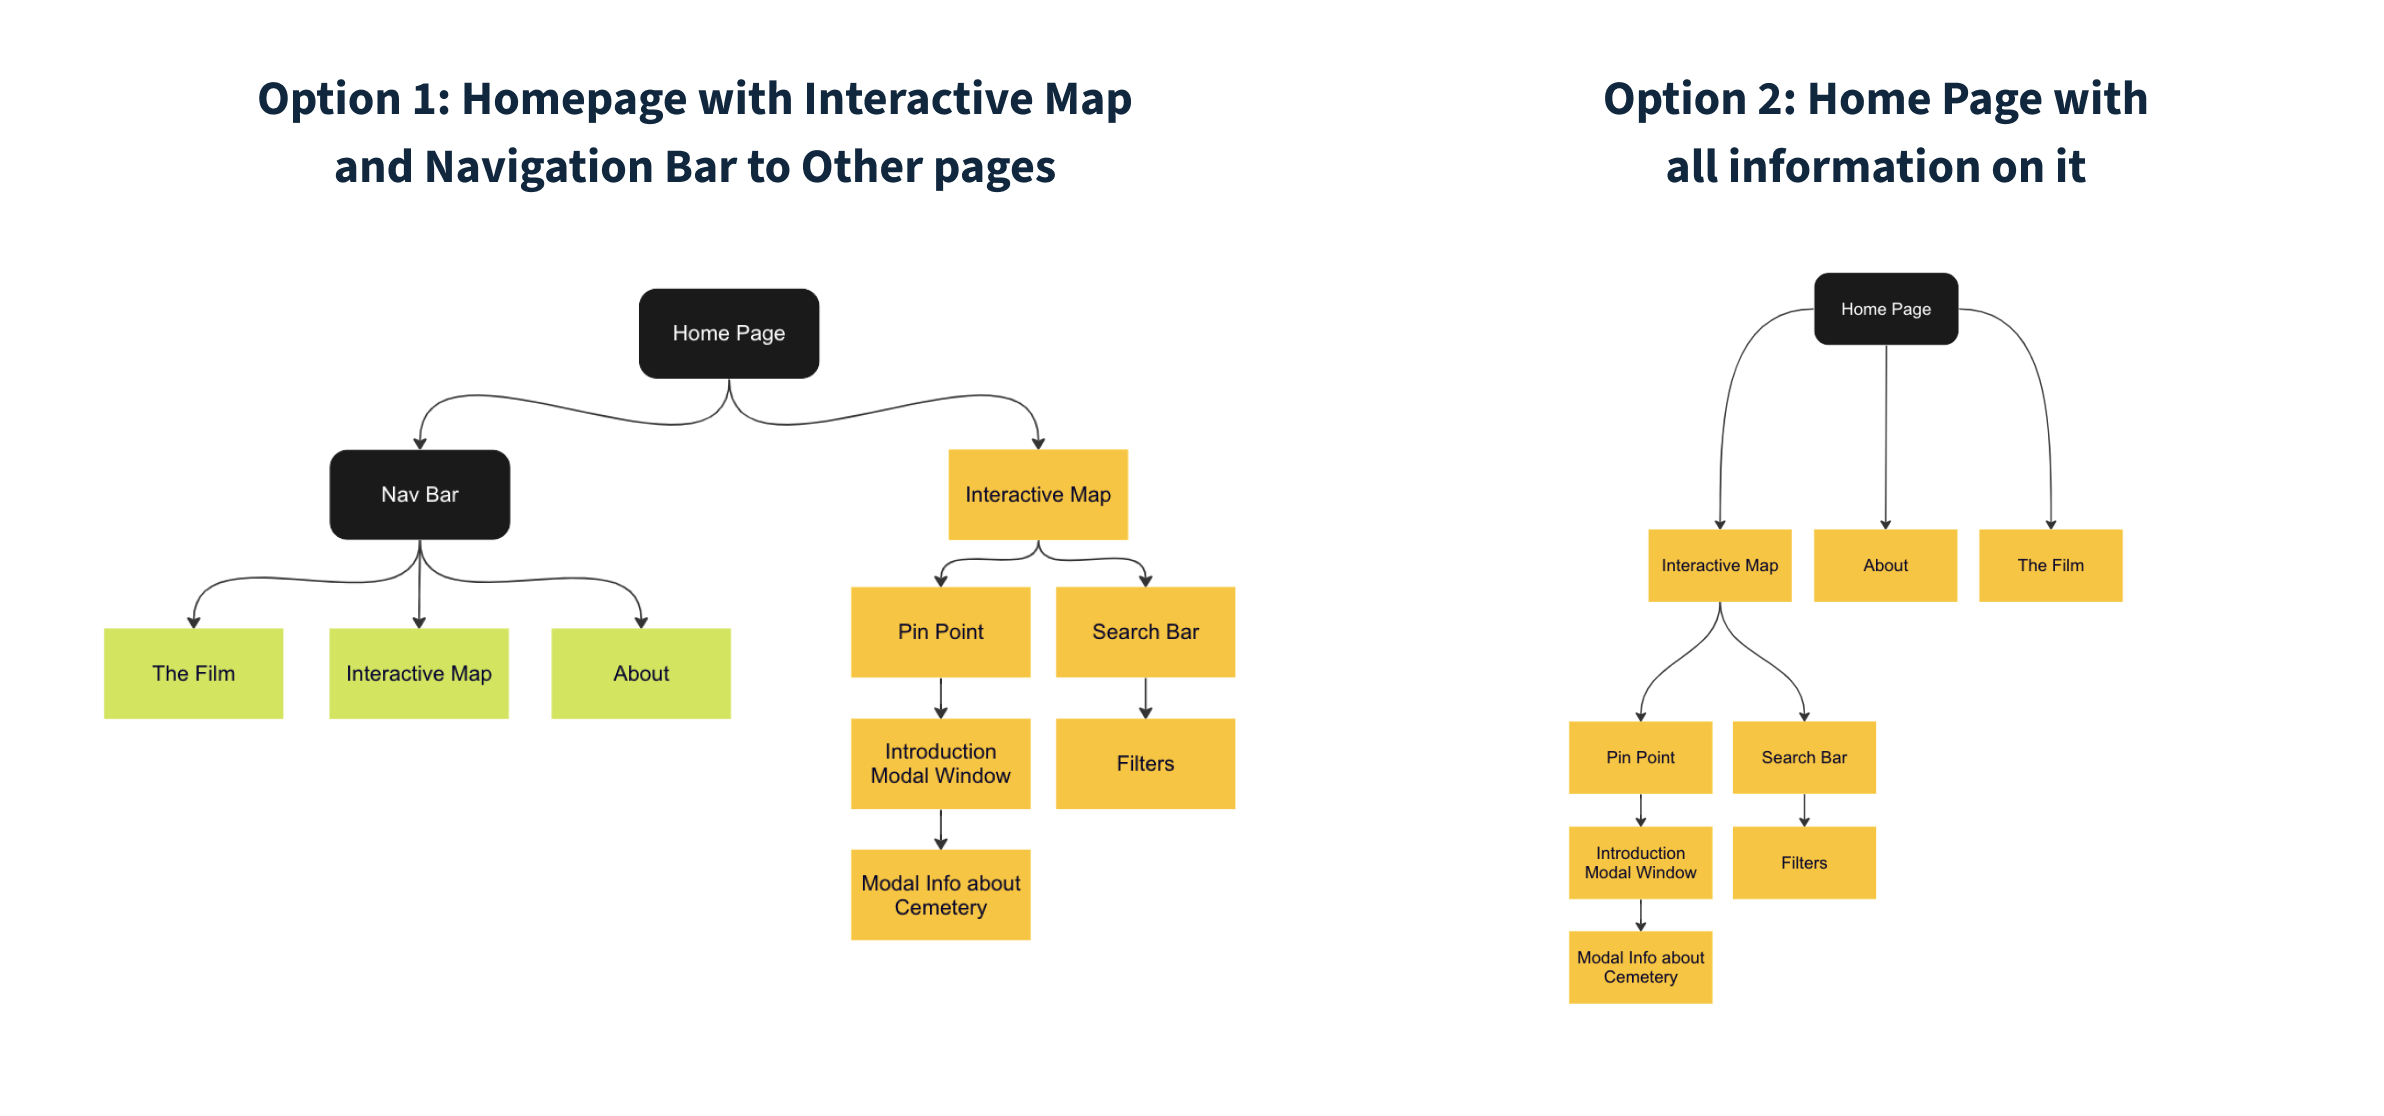 Option 1: Homepage with Interactive Map
and Navigation Bar to Other pages
Home Page
Nav Bar
Interactive Map
The Film
Interactive Map
About
Pin Point
Search Bar
Introduction
Modal Window
Filters
Modal Info about
Cemetery
Option 2: Home Page with
all information on it
Home Page
Interactive Map
About
The Film
Pin Point
Search Bar
Introduction
Modal Window
Filters
Modal Info about
Cemetery